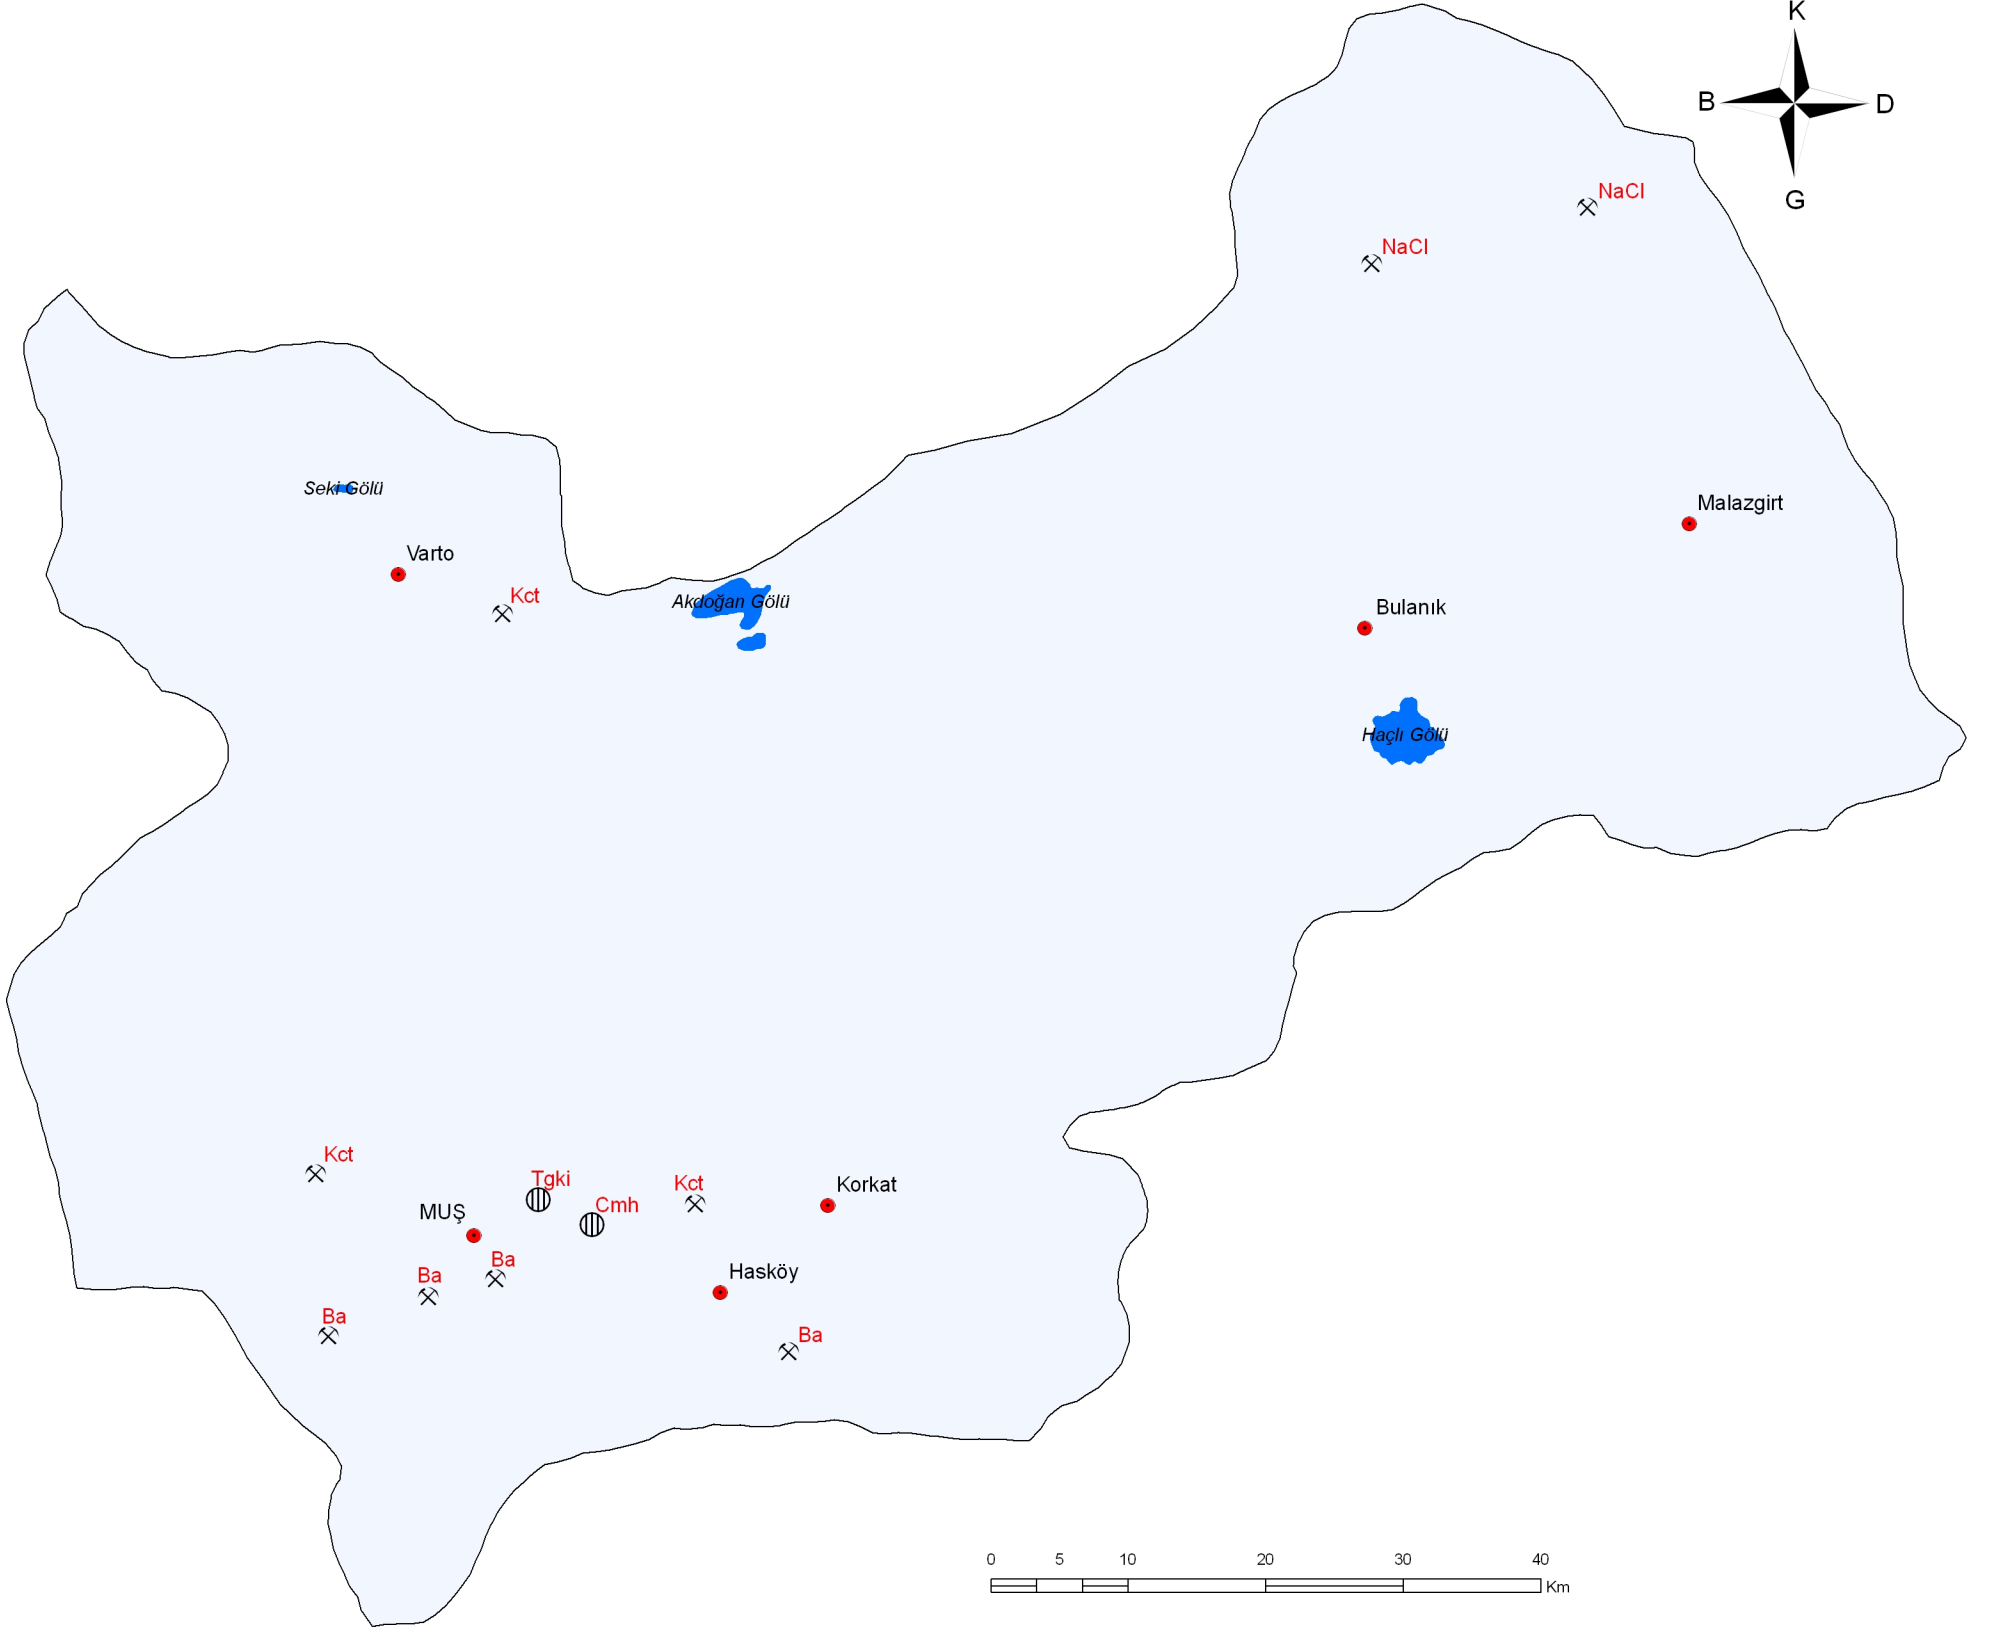 K
B
D
G
NaCl
NaCl
Seki Gölü
Malazgirt
Varto
Kct
Akdoğan Gölü
Bulanık
Haçlı Gölü
Kct
Tgki
Kct
Korkat
MUŞ
Cmh
Ba
Ba
Hasköy
Ba
Ba
0 5 10 20 30 40
Km